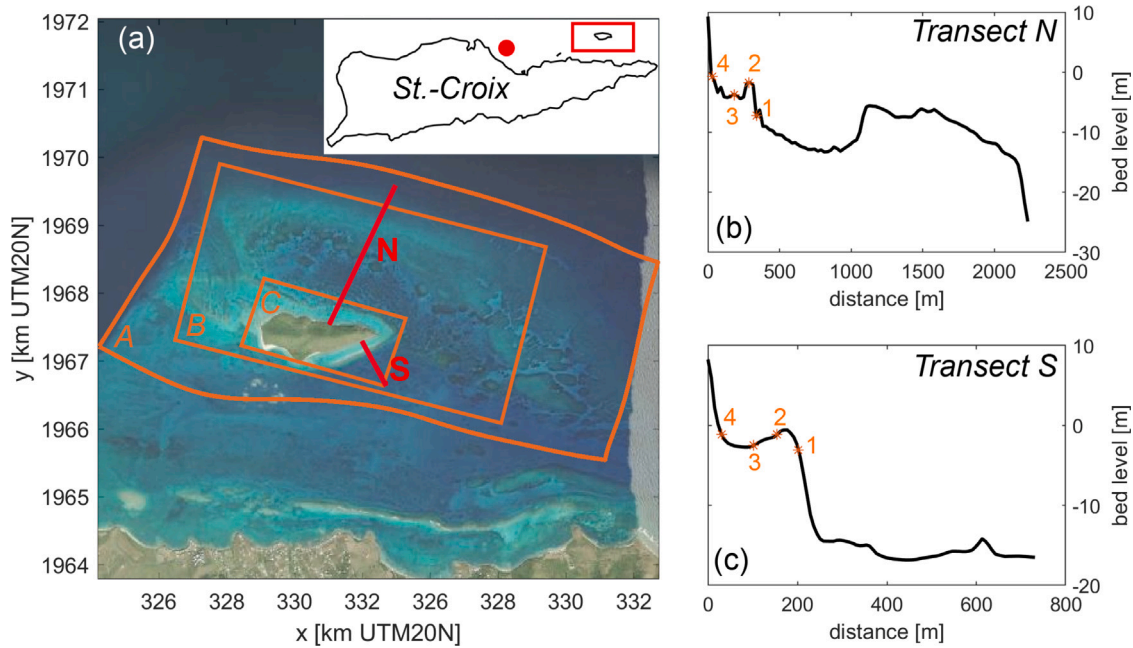 (a)
St.-Croix
N
S
A
B
C
1972
1971
1970
1969
1968
1967
1966
1965
1964
y [km UTM20N]
326 328 330 332 334 328 330 332
x [km UTM20N]
Transect N
4
2
3
1
(b)
10
0
-10
-20
-30
bed level [m]
0 500 1000 1500 2000 2500
distance [m]
Transect S
4
2
3
1
(c)
10
0
-10
-20
bed level [m]
0 200 400 600 800
distance [m]